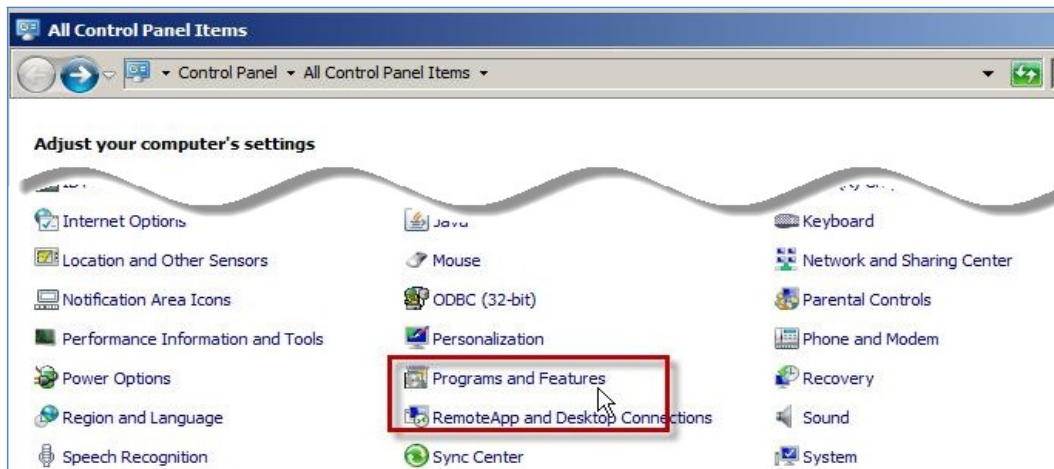 All Control Panel Items
Control Panel All Control Panel Items
Adjust your computer's settings
Internet Options Java Keyboard
Location and Other Sensors Mouse Network and Sharing Center
Notification Area Icons ODBC (32-bit) Parental Controls
Performance Information and Tools Personalization Phone and Modem
Power Options Programs and Features Recovery
Region and Language RemoteApp and Desktop Connections Sound
Speech Recognition Sync Center System